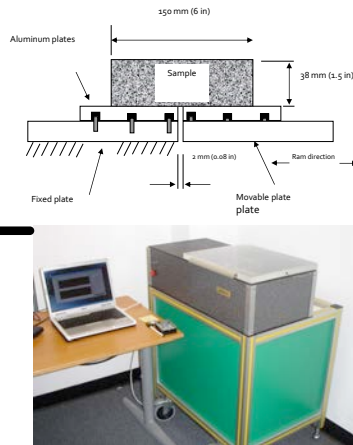 150 mm (6 in)
Aluminum plates
Sample
38 mm (1.5 in)
2 mm (0.08 in)
Ram direction
Fixed plate
Movable plate
plate